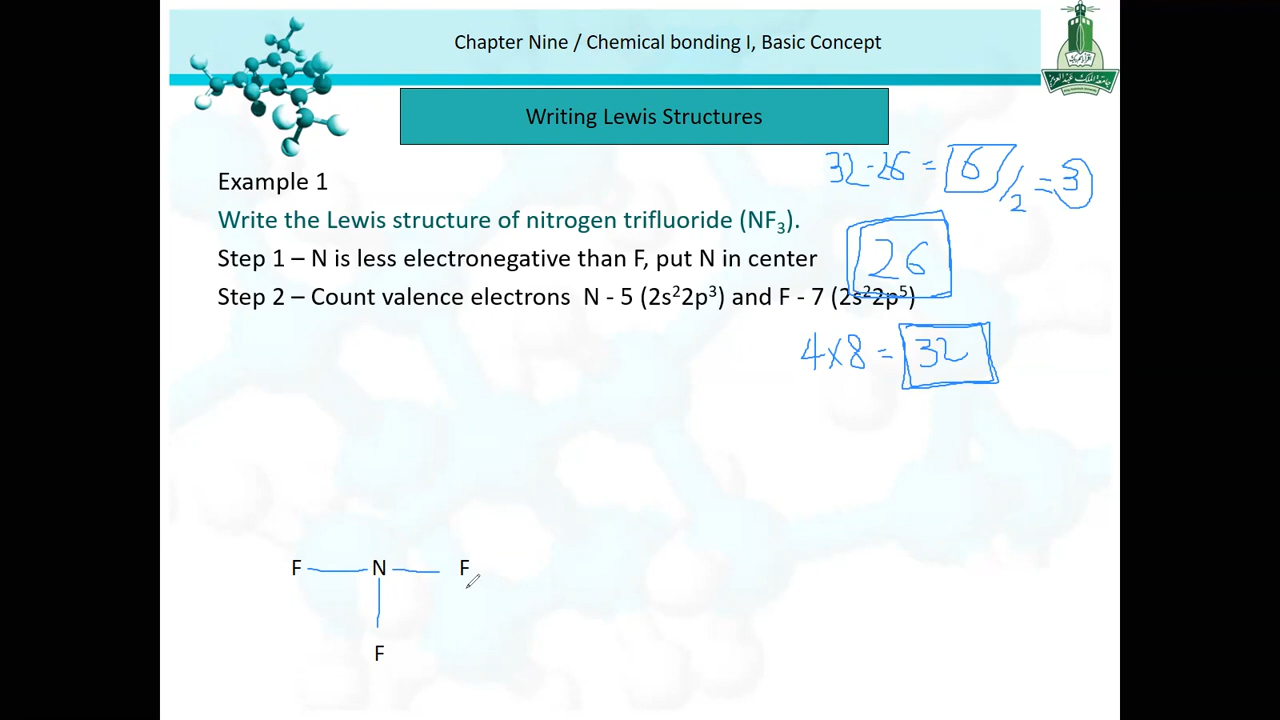 Chapter Nine / Chemical bonding I, Basic Concept
Writing Lewis Structures
32-26 = 6/2 = 3
Example 1
Write the Lewis structure of nitrogen trifluoride (NF₃).
26
Step 1 – N is less electronegative than F, put N in center
Step 2 – Count valence electrons N - 5 (2s²2p³) and F - 7 (2s²2p⁵)
4x8 = 32
F N F
F